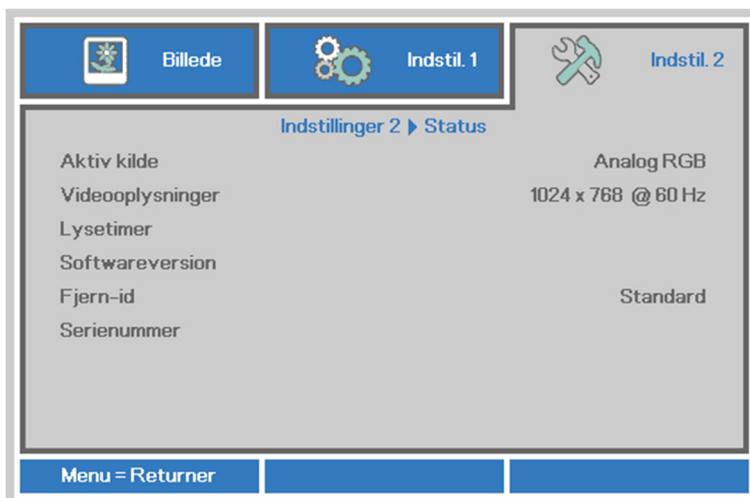 Billede Indstil. 1 Indstil. 2
Indstillinger 2 ▶ Status
Aktiv kilde Analog RGB
Videooplysninger 1024 x 768 @ 60 Hz
Lysetimer
Softwareversion
Fjern-id Standard
Serienummer
Menu = Returner